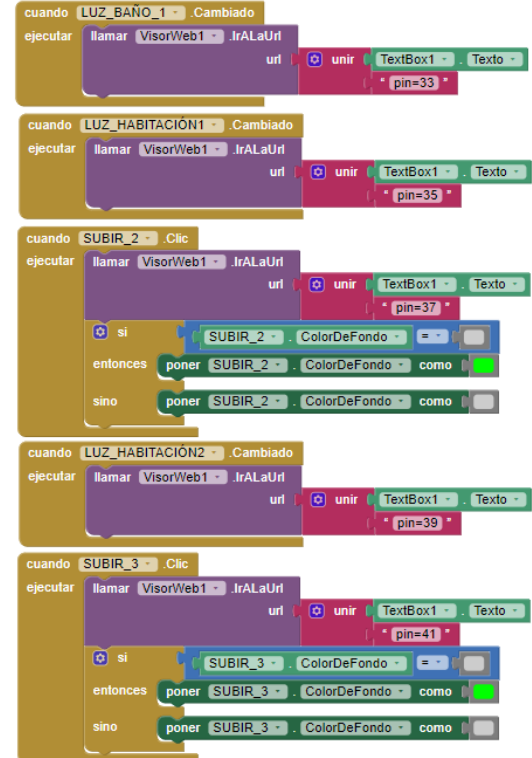 cuando LUZ_BAÑO_1 .Cambiado
ejecutar llamar VisorWeb1 .IrALaUrl
url unir TextBox1 . Texto
" pin=33 "
cuando LUZ_HABITACIÓN1 .Cambiado
ejecutar llamar VisorWeb1 .IrALaUrl
url unir TextBox1 . Texto
" pin=35 "
cuando SUBIR_2 .Clic
ejecutar llamar VisorWeb1 .IrALaUrl
url unir TextBox1 . Texto
" pin=37 "
si SUBIR_2 . ColorDeFondo =
entonces poner SUBIR_2 . ColorDeFondo como
sino poner SUBIR_2 . ColorDeFondo como
cuando LUZ_HABITACIÓN2 .Cambiado
ejecutar llamar VisorWeb1 .IrALaUrl
url unir TextBox1 . Texto
" pin=39 "
cuando SUBIR_3 .Clic
ejecutar llamar VisorWeb1 .IrALaUrl
url unir TextBox1 . Texto
" pin=41 "
si SUBIR_3 . ColorDeFondo =
entonces poner SUBIR_3 . ColorDeFondo como
sino poner SUBIR_3 . ColorDeFondo como